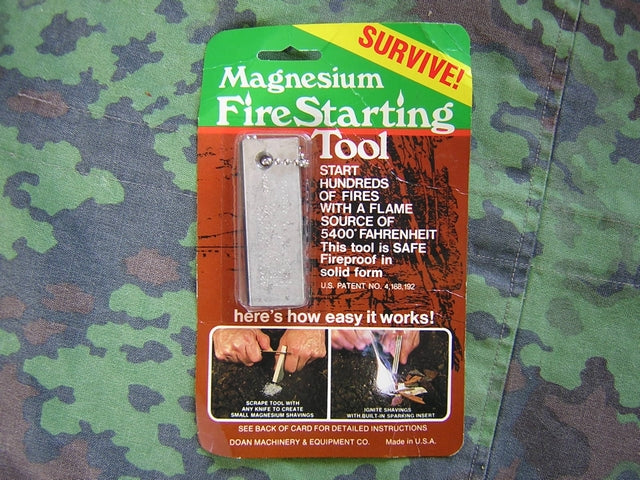 SURVIVE!
Magnesium
FireStarting
Tool
START
HUNDREDS
OF FIRES
WITH A FLAME
SOURCE OF
5400° FAHRENHEIT
This tool is SAFE
Fireproof in
solid form
U.S. PATENT NO. 4,168,192
here's how easy it works!
SCRAPE TOOL WITH
ANY KNIFE TO CREATE
SMALL MAGNESIUM SHAVINGS
IGNITE SHAVINGS
WITH BUILT-IN SPARKING INSERT
SEE BACK OF CARD FOR DETAILED INSTRUCTIONS
DOAN MACHINERY & EQUIPMENT CO. Made in U.S.A.